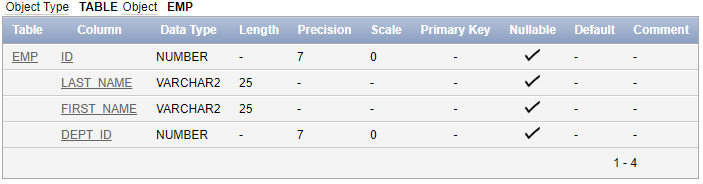 Object Type TABLE Object EMP
Table Column Data Type Length Precision Scale Primary Key Nullable Default Comment
EMP ID NUMBER - 7 0 - ✓ - -
LAST_NAME VARCHAR2 25 - - - ✓ - -
FIRST_NAME VARCHAR2 25 - - - ✓ - -
DEPT_ID NUMBER - 7 0 - ✓ - -
1 - 4